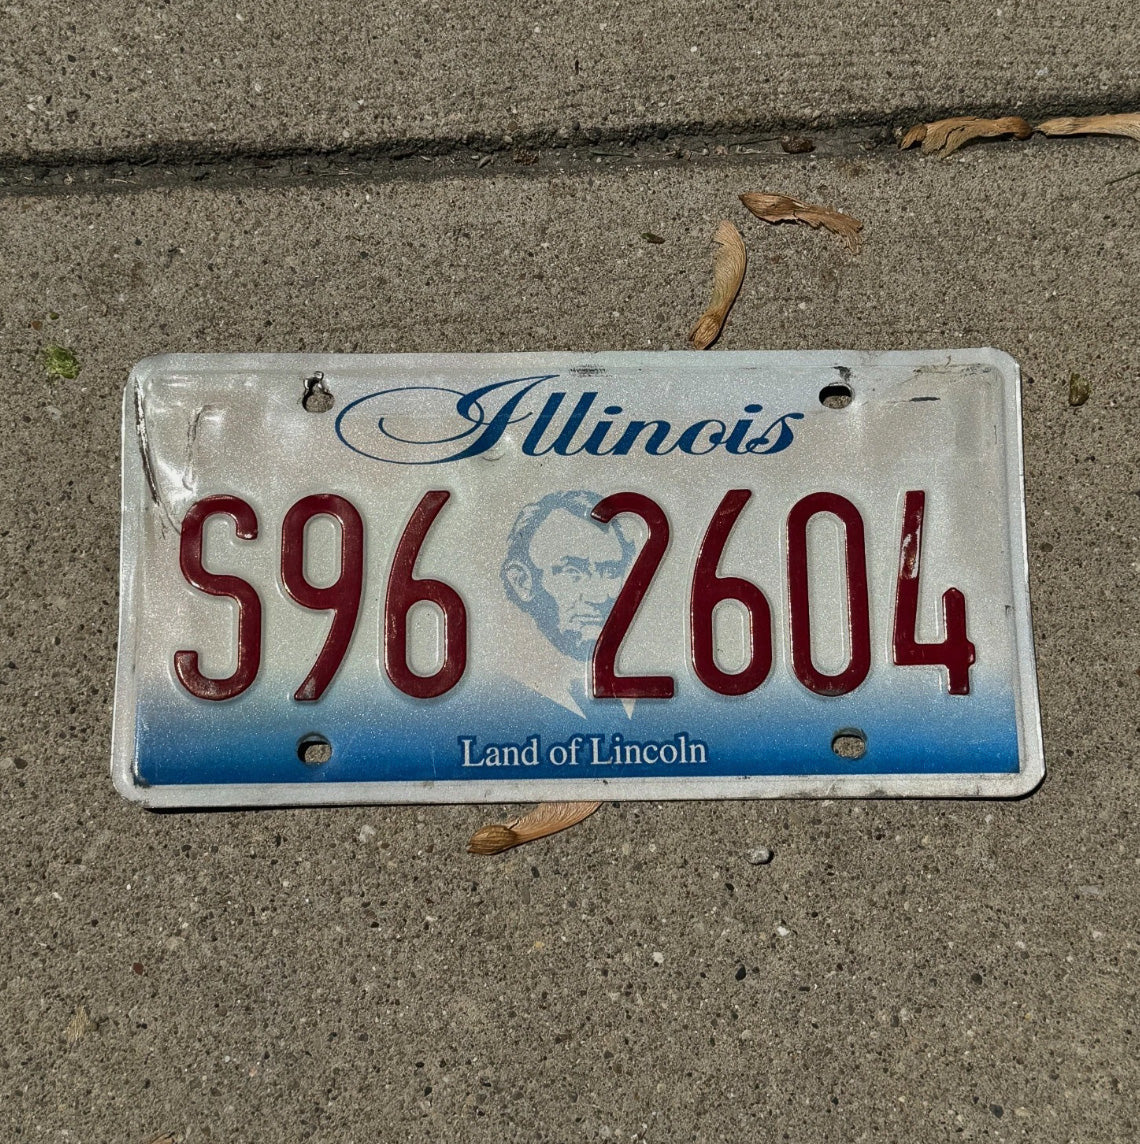 Illinois
S96 2604
Land of Lincoln